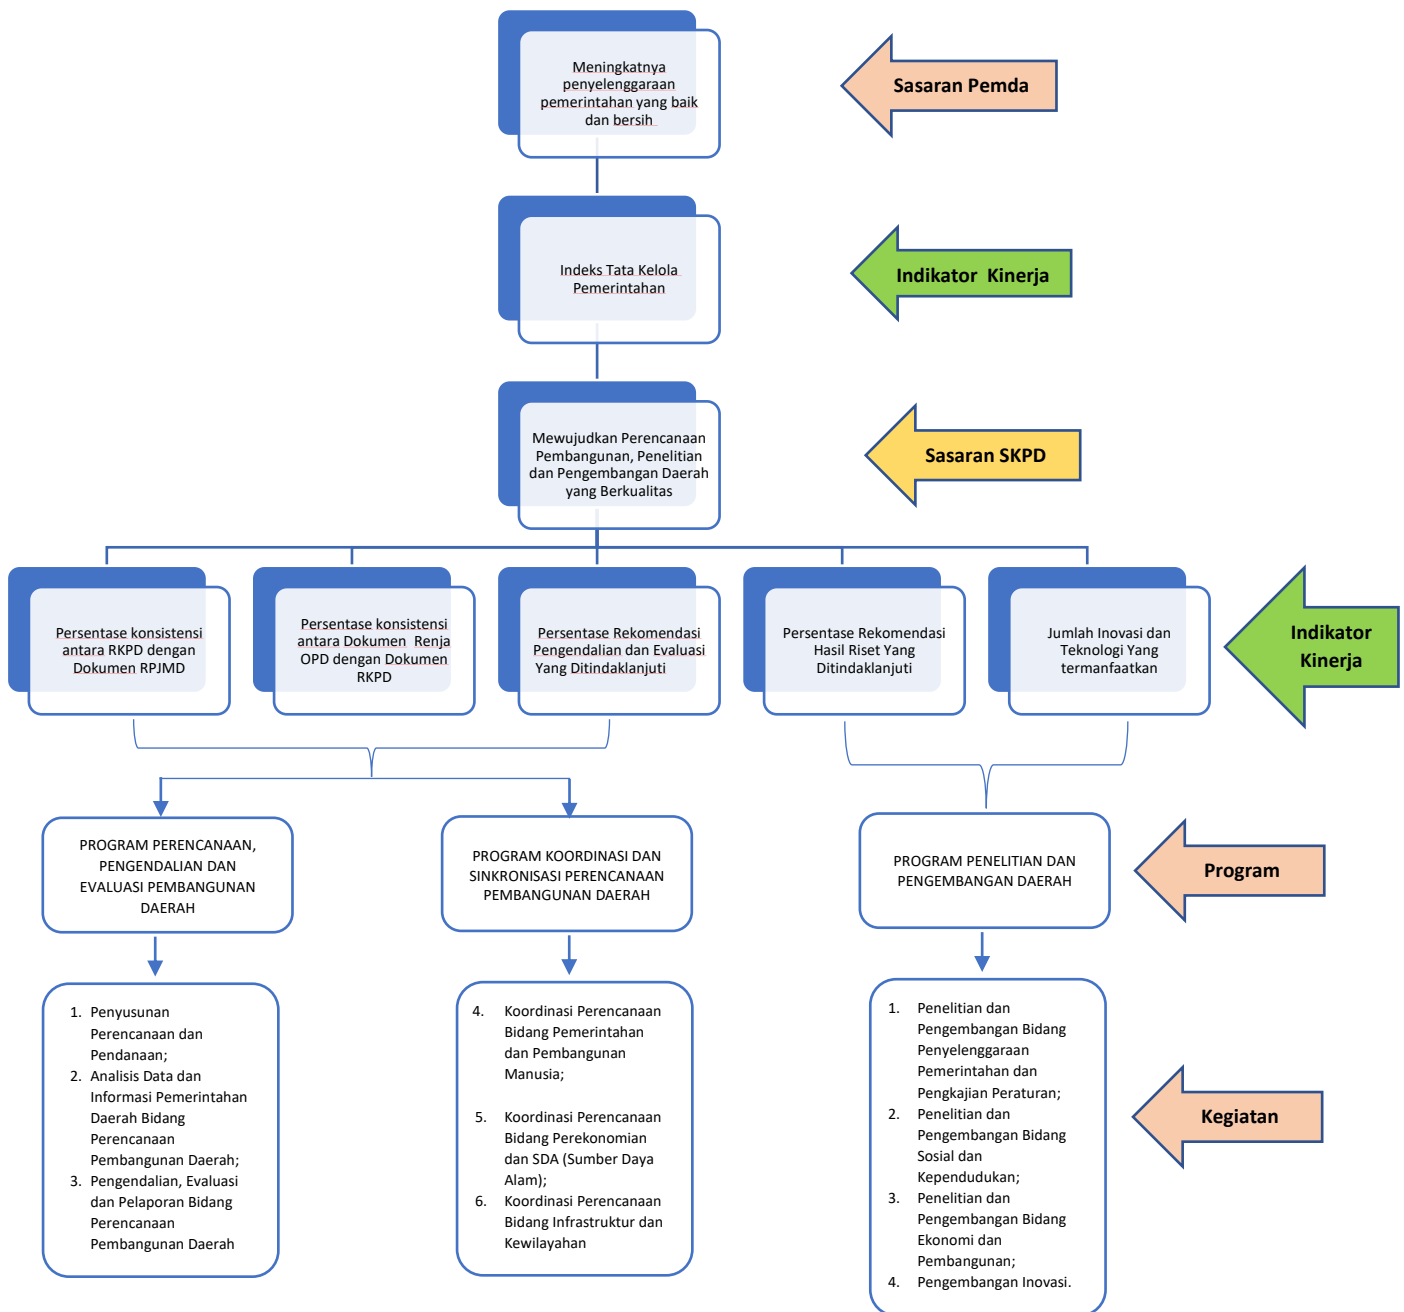 Meningkatnya
penyelenggaraan
pemerintahan yang baik
dan bersih
Sasaran Pemda
Indeks Tata Kelola
Pemerintahan
Indikator Kinerja
Mewujudkan Perencanaan
Pembangunan, Penelitian
dan Pengembangan Daerah
yang Berkualitas
Sasaran SKPD
Persentase konsistensi
antara RKPD dengan
Dokumen RPJMD
Persentase konsistensi
antara Dokumen Renja
OPD dengan Dokumen
RKPD
Persentase Rekomendasi
Pengendalian dan Evaluasi
Yang Ditindaklanjuti
Persentase Rekomendasi
Hasil Riset Yang
Ditindaklanjuti
Jumlah Inovasi dan
Teknologi Yang
termanfaatkan
Indikator
Kinerja
PROGRAM PERENCANAAN,
PENGENDALIAN DAN
EVALUASI PEMBANGUNAN
DAERAH
PROGRAM KOORDINASI DAN
SINKRONISASI PERENCANAAN
PEMBANGUNAN DAERAH
PROGRAM PENELITIAN DAN
PENGEMBANGAN DAERAH
Program
1. Penyusunan
Perencanaan dan
Pendanaan;
2. Analisis Data dan
Informasi Pemerintahan
Daerah Bidang
Perencanaan
Pembangunan Daerah;
3. Pengendalian, Evaluasi
dan Pelaporan Bidang
Perencanaan
Pembangunan Daerah
4. Koordinasi Perencanaan
Bidang Pemerintahan
dan Pembangunan
Manusia;
5. Koordinasi Perencanaan
Bidang Perekonomian
dan SDA (Sumber Daya
Alam);
6. Koordinasi Perencanaan
Bidang Infrastruktur dan
Kewilayahan
1. Penelitian dan
Pengembangan Bidang
Penyelenggaraan
Pemerintahan dan
Pengkajian Peraturan;
2. Penelitian dan
Pengembangan Bidang
Sosial dan
Kependudukan;
3. Penelitian dan
Pengembangan Bidang
Ekonomi dan
Pembangunan;
4. Pengembangan Inovasi.
Kegiatan